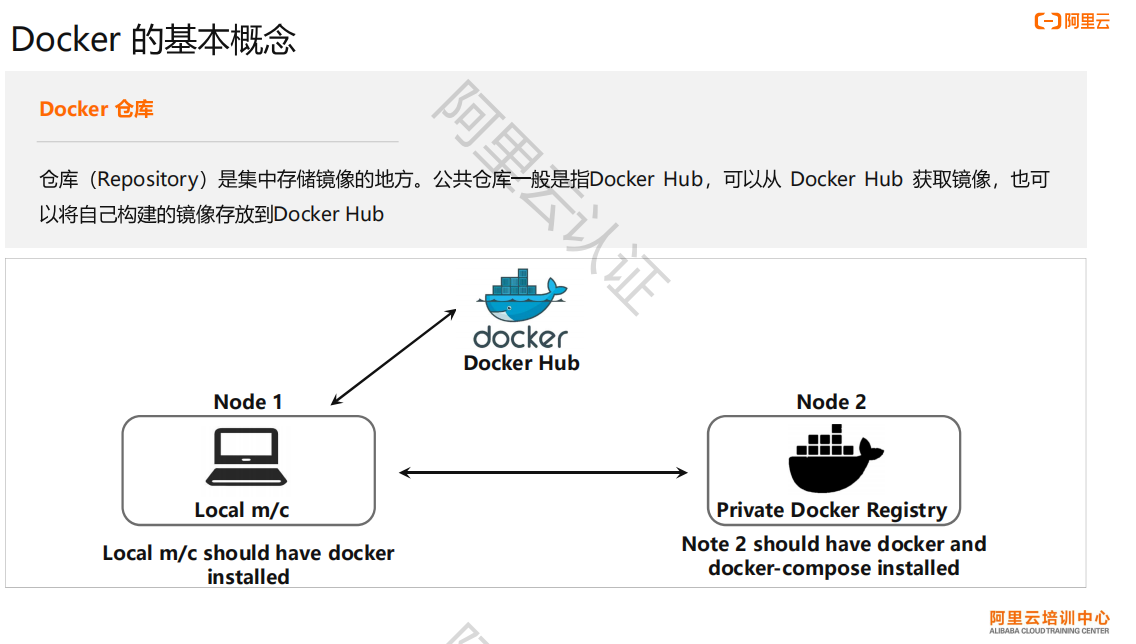 Docker 的基本概念
阿里云
Docker 仓库
仓库（Repository）是集中存储镜像的地方。公共仓库一般是指Docker Hub，可以从 Docker Hub 获取镜像，也可
以将自己构建的镜像存放到Docker Hub
阿里云认证
docker
Docker Hub
Node 1
Node 2
Local m/c
Private Docker Registry
Local m/c should have docker
installed
Note 2 should have docker and
docker-compose installed
阿里云培训中心
ALIBABA CLOUD TRAINING CENTER